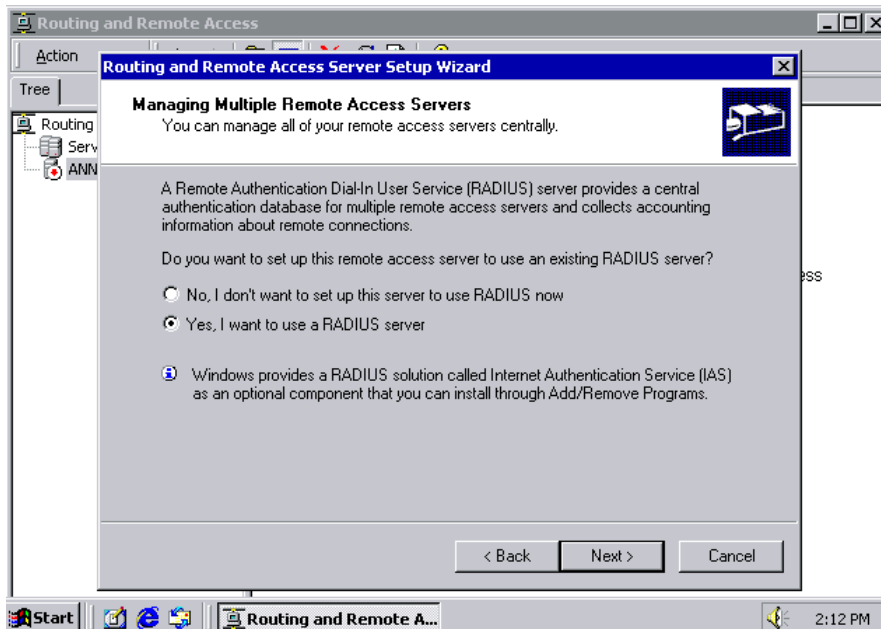 Routing and Remote Access
Action
Tree
Routing
Serv
ANN
Routing and Remote Access Server Setup Wizard
Managing Multiple Remote Access Servers
You can manage all of your remote access servers centrally.
A Remote Authentication Dial-In User Service (RADIUS) server provides a central
authentication database for multiple remote access servers and collects accounting
information about remote connections.
Do you want to set up this remote access server to use an existing RADIUS server?
No, I don't want to set up this server to use RADIUS now
Yes, I want to use a RADIUS server
Windows provides a RADIUS solution called Internet Authentication Service (IAS)
as an optional component that you can install through Add/Remove Programs.
ess
< Back
Next >
Cancel
Start
Routing and Remote A...
2:12 PM